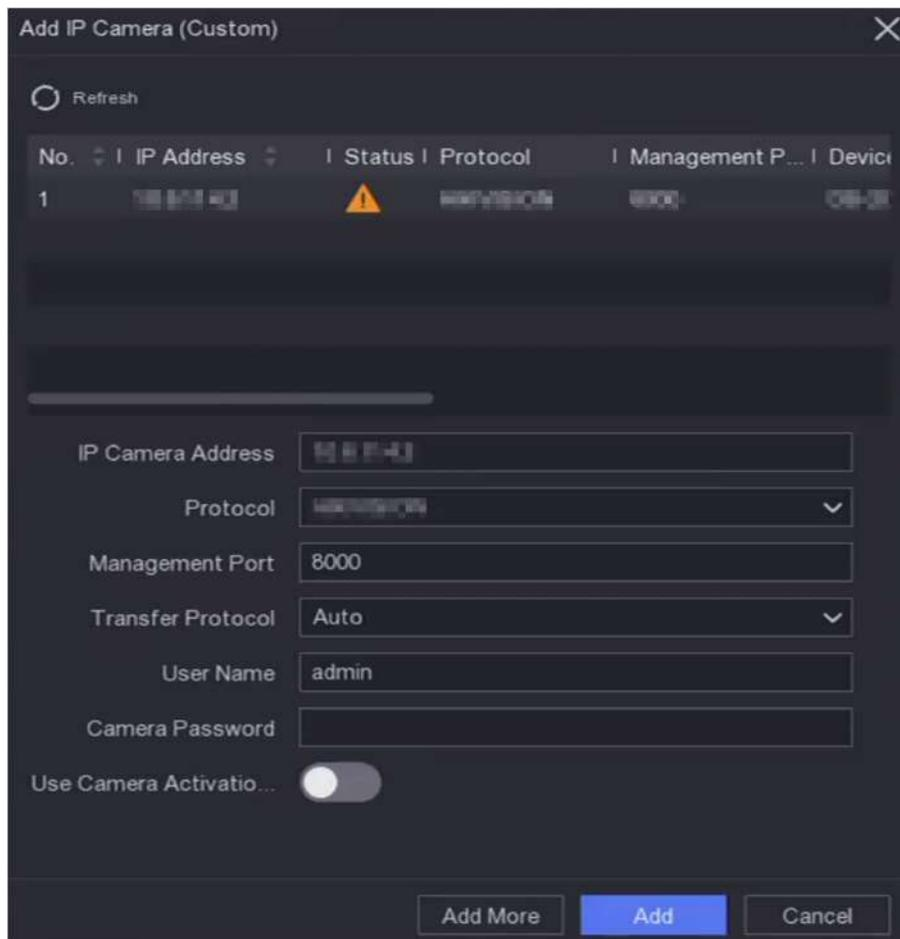 Add IP Camera (Custom)
Refresh
No. IP Address Status Protocol Management P... Device
1
IP Camera Address
Protocol
Management Port 8000
Transfer Protocol Auto
User Name admin
Camera Password
Use Camera Activatio...
Add More Add Cancel